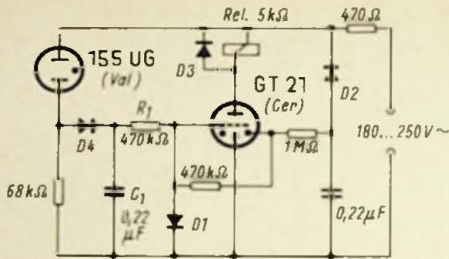 Rel. 5kΩ
470Ω
155 UG
(Val)
D3
GT 21
(Cer)
D2
R1
470kΩ
D4
1MΩ
180...250V~
68kΩ
C1
0,22
μF
470kΩ
D1
0,22μF